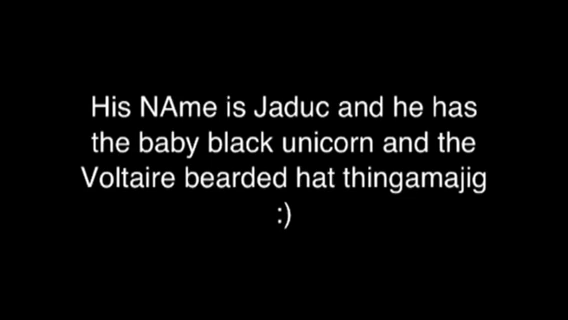 His NAme is Jaduc and he has
the baby black unicorn and the
Voltaire bearded hat thingamajig
:)